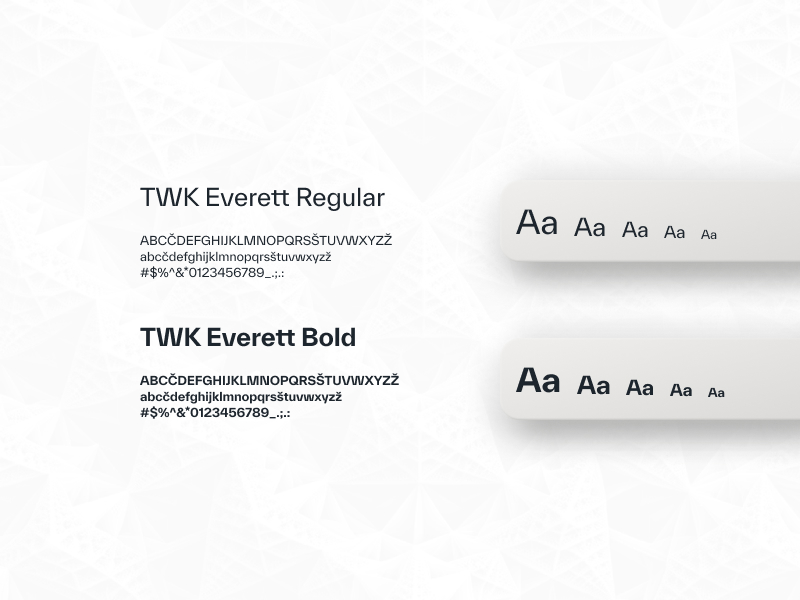 TWK Everett Regular
ABCČDEFGHIJKLMNOPQRSŠTUVWXYZŽ
abcčdefghijklmnopqrsštuvwxyzž
#$%^&*0123456789_.;.:
Aa Aa Aa Aa Aa
TWK Everett Bold
ABCČDEFGHIJKLMNOPQRSŠTUVWXYZŽ
abcčdefghijklmnopqrsštuvwxyzž
#$%^&*0123456789_.;.:
Aa Aa Aa Aa Aa